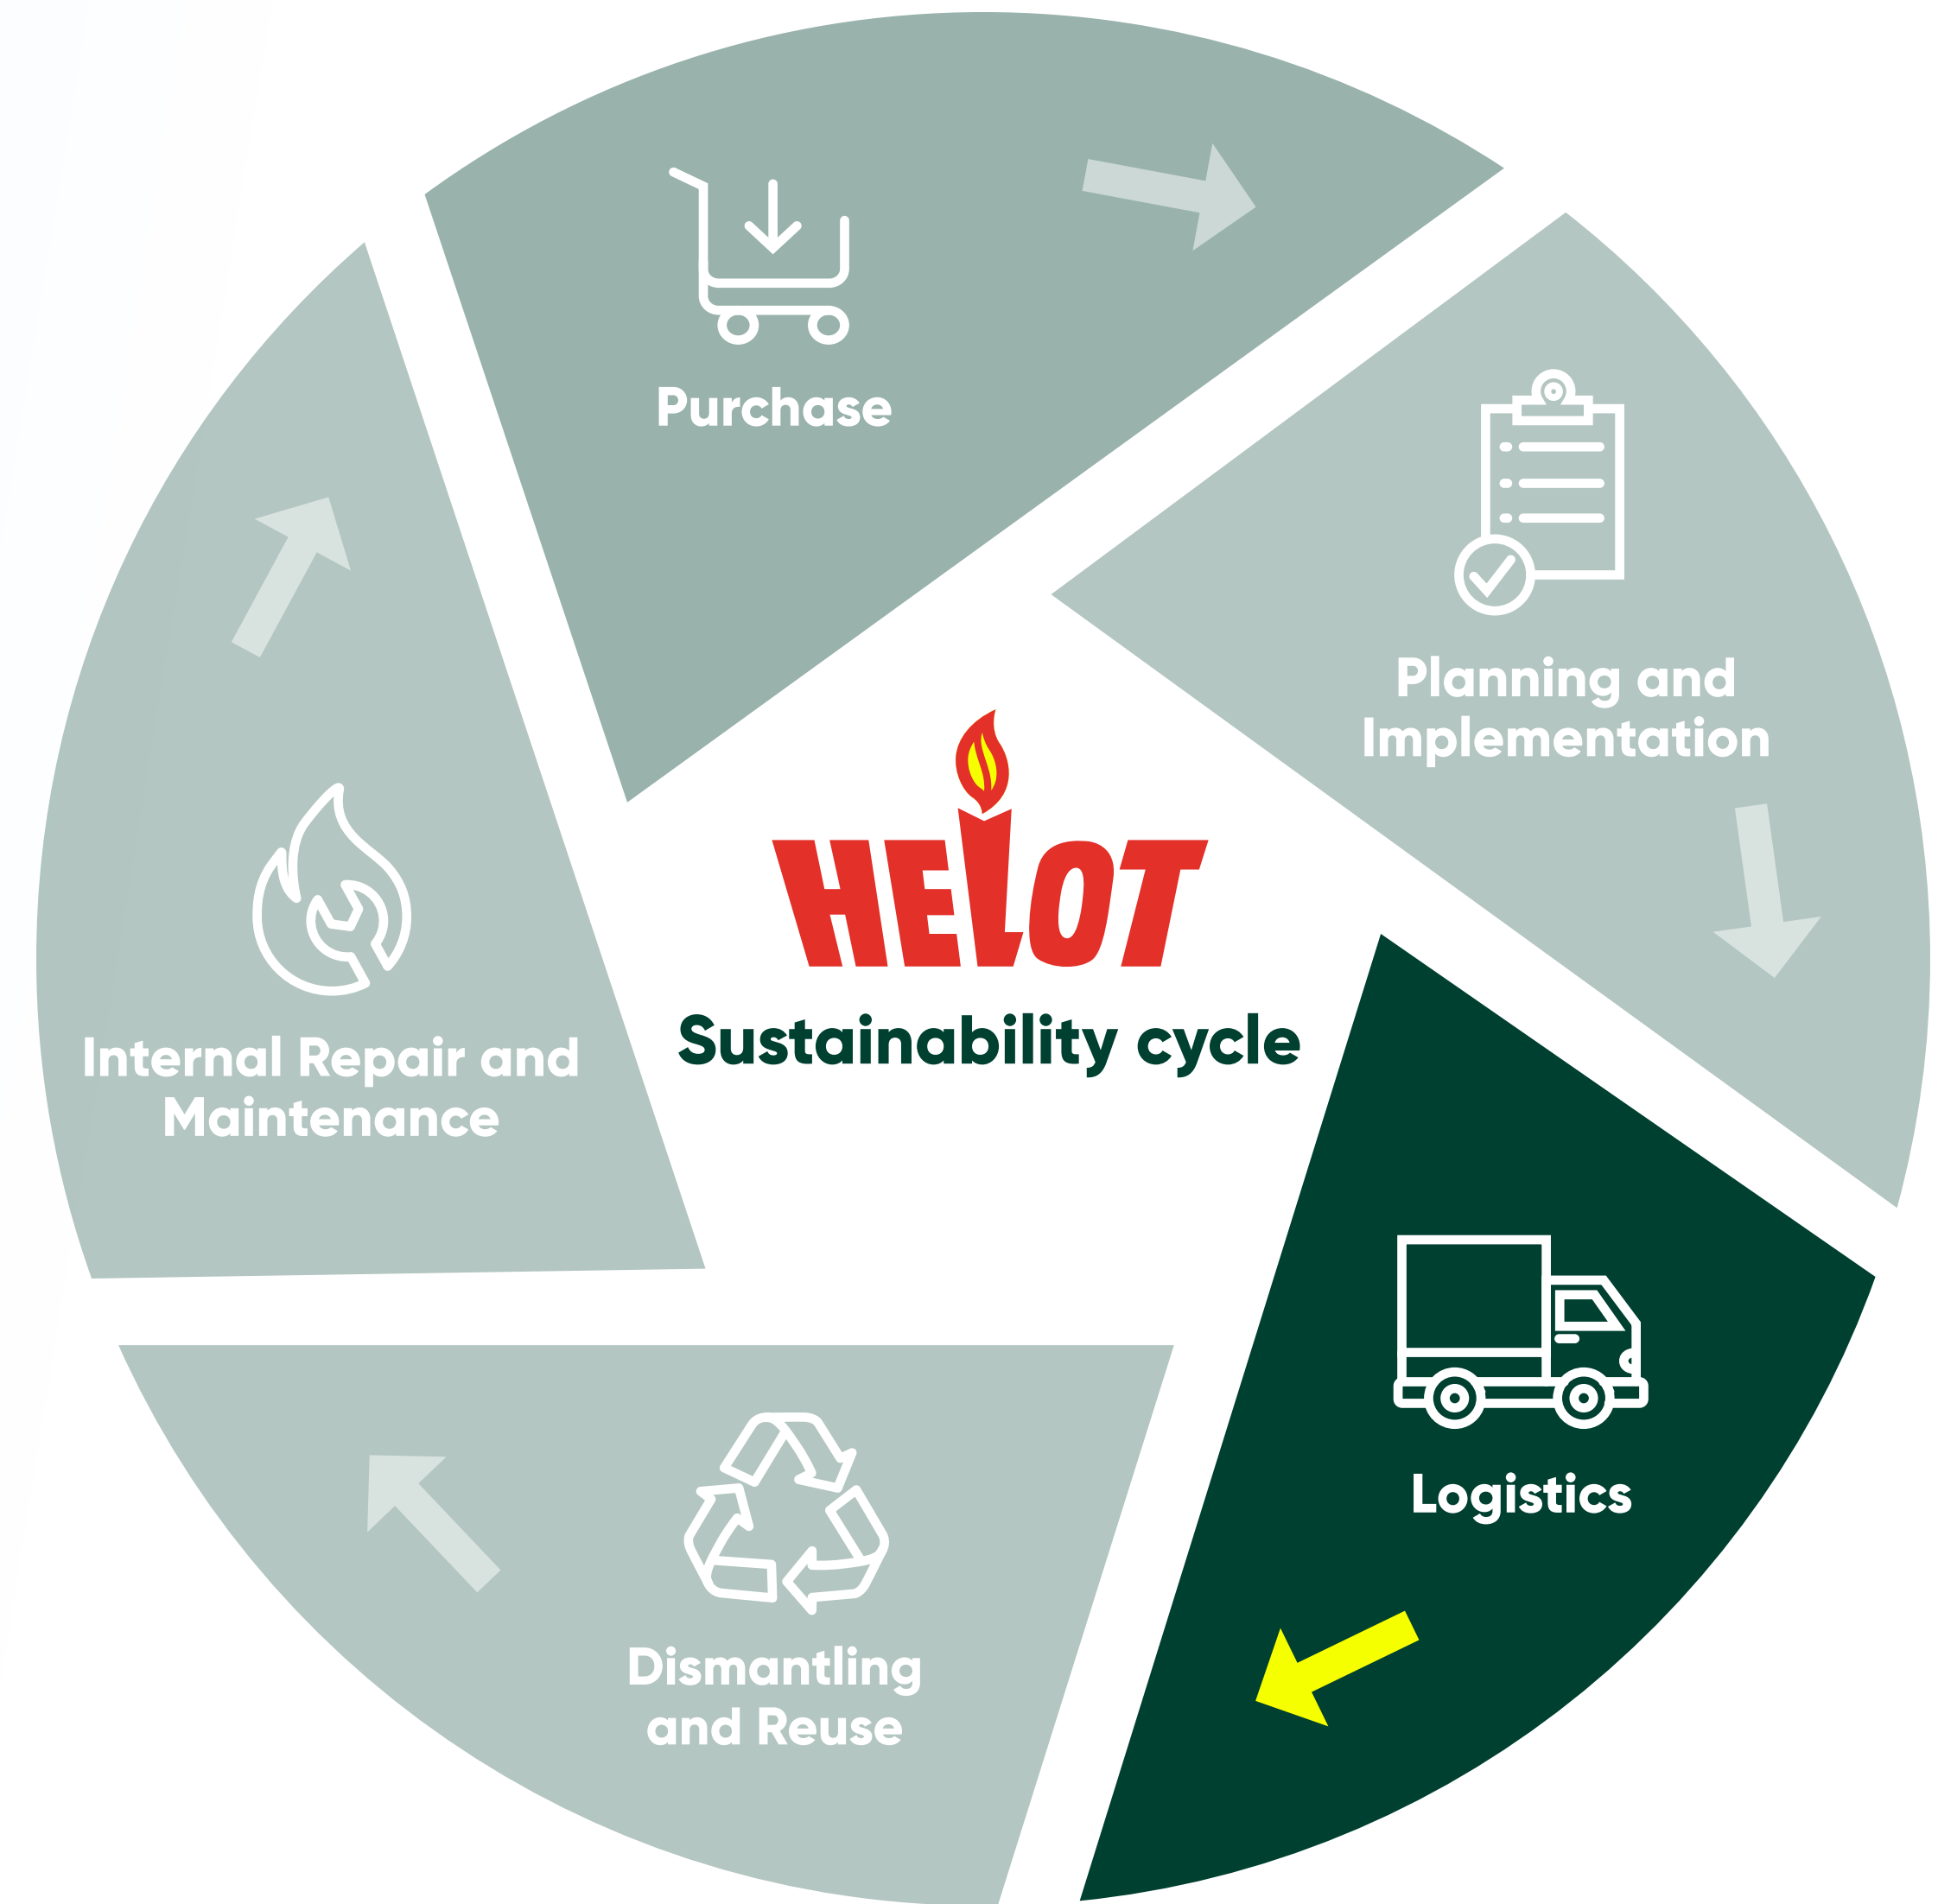 Purchase
Planning and
Implementation
HELOT
Sustainability cycle
Internal Repair and
Maintenance
Logistics
Dismantling
and Reuse